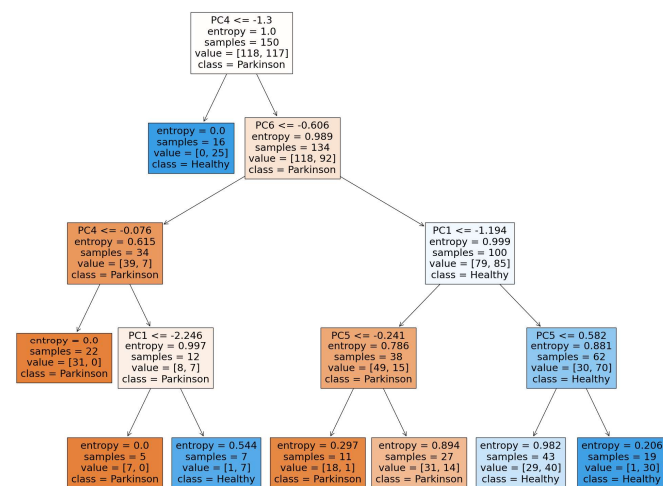 PC4 <= -1.3
entropy = 1.0
samples = 150
value = [118, 117]
class = Parkinson
entropy = 0.0
samples = 16
value = [0, 25]
class = Healthy
PC6 <= -0.606
entropy = 0.989
samples = 134
value = [118, 92]
class = Parkinson
PC4 <= -0.076
entropy = 0.615
samples = 34
value = [39, 7]
class = Parkinson
PC1 <= -1.194
entropy = 0.999
samples = 100
value = [79, 85]
class = Healthy
entropy = 0.0
samples = 22
value = [31, 0]
class = Parkinson
PC1 <= -2.246
entropy = 0.997
samples = 12
value = [8, 7]
class = Parkinson
PC5 <= -0.241
entropy = 0.786
samples = 38
value = [49, 15]
class = Parkinson
PC5 <= 0.582
entropy = 0.881
samples = 62
value = [30, 70]
class = Healthy
entropy = 0.0
samples = 5
value = [7, 0]
class = Parkinson
entropy = 0.544
samples = 7
value = [1, 7]
class = Healthy
entropy = 0.297
samples = 11
value = [18, 1]
class = Parkinson
entropy = 0.894
samples = 27
value = [31, 14]
class = Parkinson
entropy = 0.982
samples = 43
value = [29, 40]
class = Healthy
entropy = 0.206
samples = 19
value = [1, 30]
class = Healthy